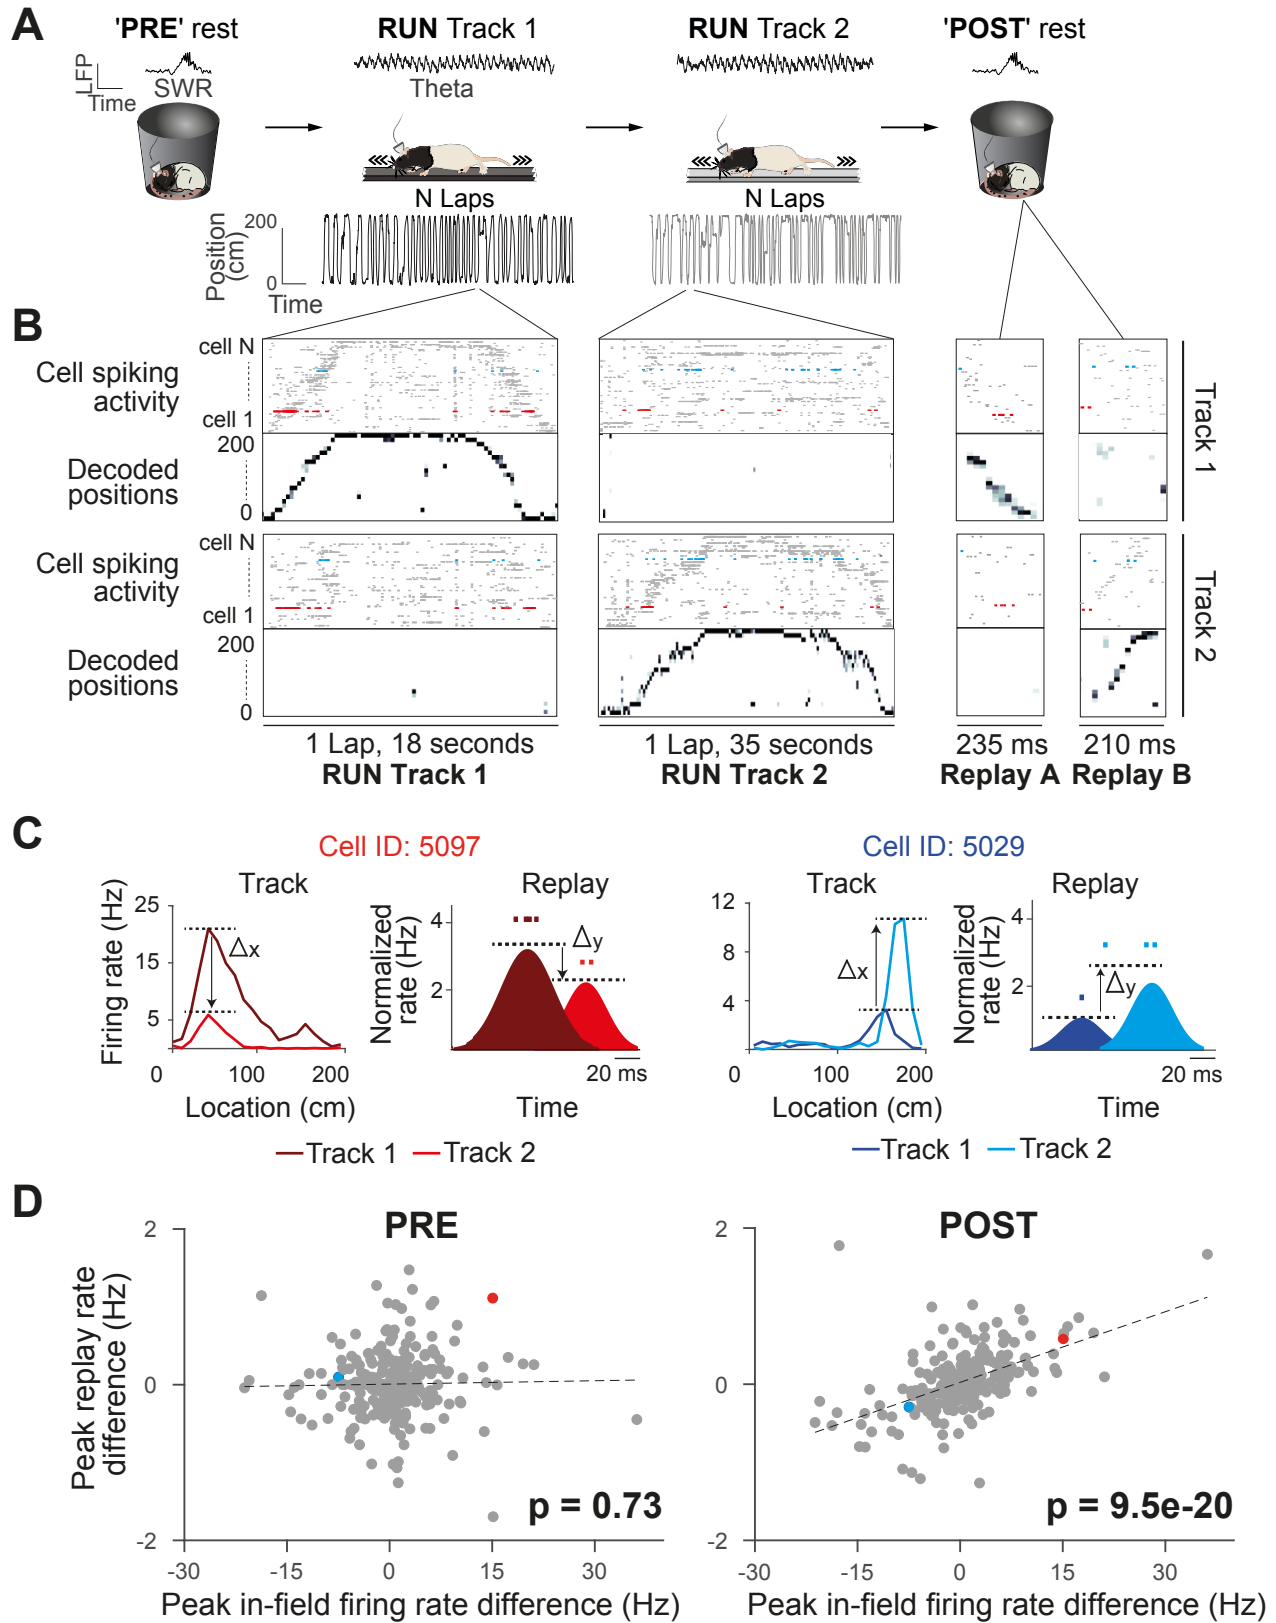 A
'PRE' rest
RUN Track 1
RUN Track 2
'POST' rest
LFP
Time
SWR
Theta
N Laps
N Laps
Position
(cm)
200
0
Time
B
Cell spiking
activity
cell N
cell 1
Decoded
positions
200
0
Track 1
Cell spiking
activity
cell N
cell 1
Decoded
positions
200
0
Track 2
1 Lap, 18 seconds
RUN Track 1
1 Lap, 35 seconds
RUN Track 2
235 ms
Replay A
210 ms
Replay B
C
Cell ID: 5097
Track
Firing rate (Hz)
25
15
5
Δx
0
100
200
Location (cm)
Replay
Normalized
rate (Hz)
4
2
Δy
20 ms
Time
Track 1
Track 2
Cell ID: 5029
Track
12
8
4
0
Δx
0
100
200
Location (cm)
Replay
Normalized
rate (Hz)
4
2
Δy
20 ms
Time
Track 1
Track 2
D
PRE
Peak replay rate
difference (Hz)
2
0
-2
p = 0.73
-30
-15
0
15
30
Peak in-field firing rate difference (Hz)
POST
2
0
-2
p = 9.5e-20
-30
-15
0
15
30
Peak in-field firing rate difference (Hz)